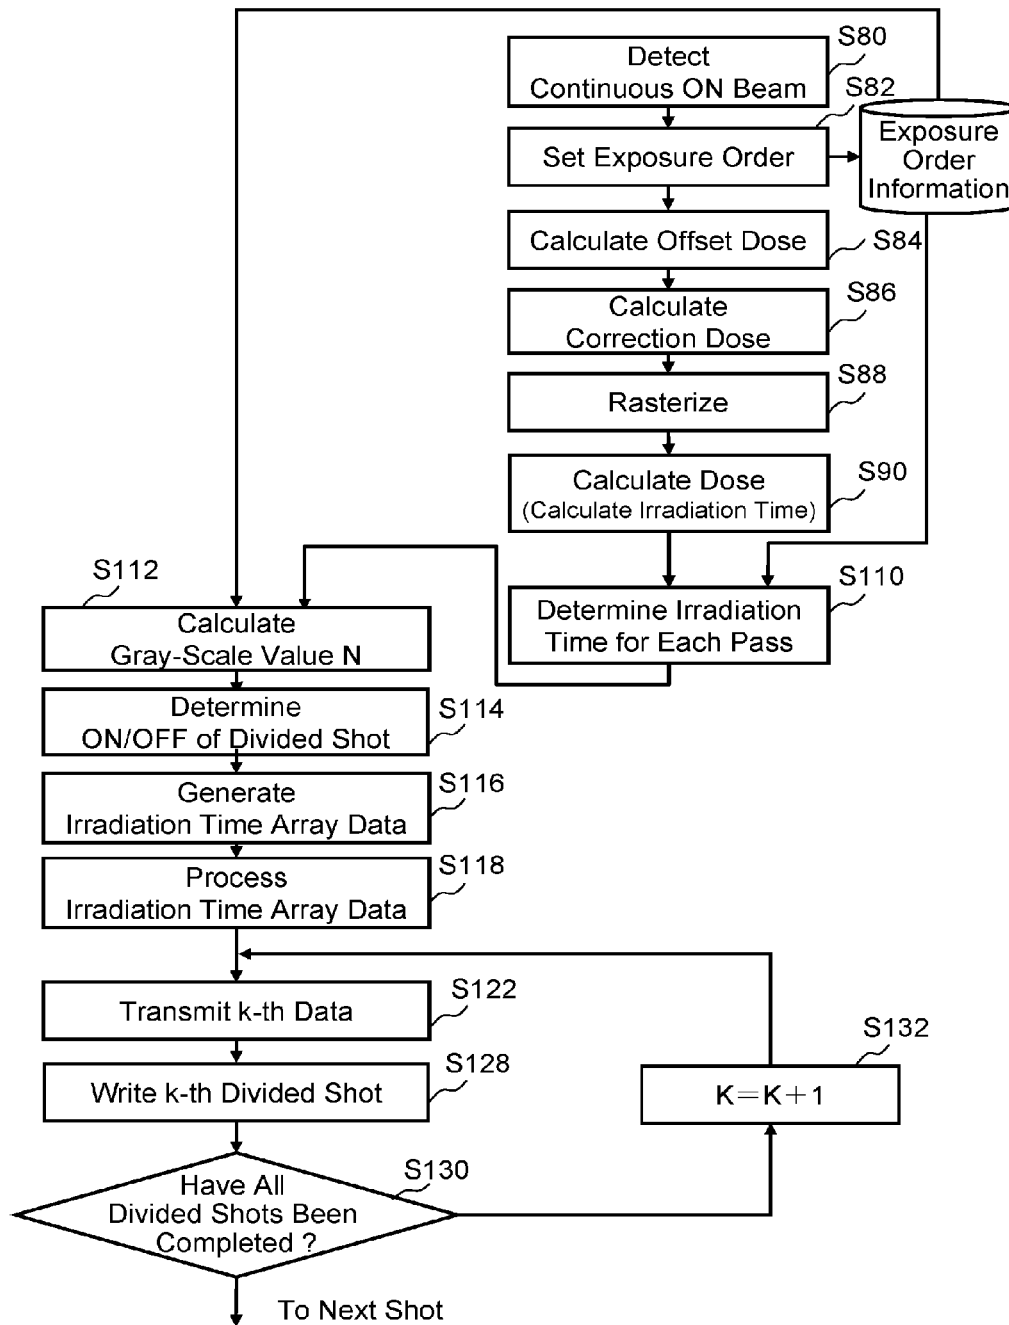 S80
Detect
Continuous ON Beam
S82
Set Exposure Order
Exposure
Order
Information
Calculate Offset Dose
S84
Calculate
Correction Dose
S86
Rasterize
S88
Calculate Dose
(Calculate Irradiation Time)
S90
Determine Irradiation
Time for Each Pass
S110
S112
Calculate
Gray-Scale Value N
Determine
ON/OFF of Divided Shot
S114
Generate
Irradiation Time Array Data
S116
Process
Irradiation Time Array Data
S118
Transmit k-th Data
S122
Write k-th Divided Shot
S128
S132
K=K+1
Have All
Divided Shots Been
Completed ?
S130
To Next Shot